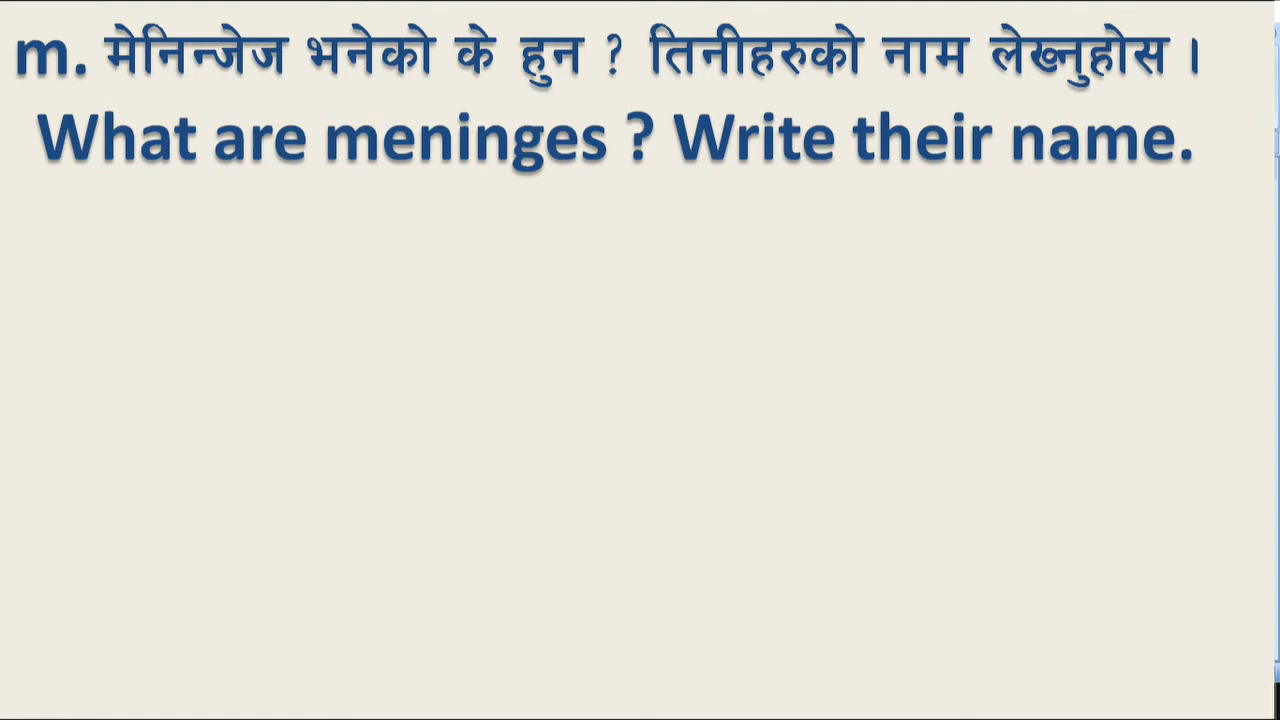 m. मेनिन्जेज भनेको के हुन ? तिनीहरुको नाम लेख्नुहोस ।
What are meninges ? Write their name.